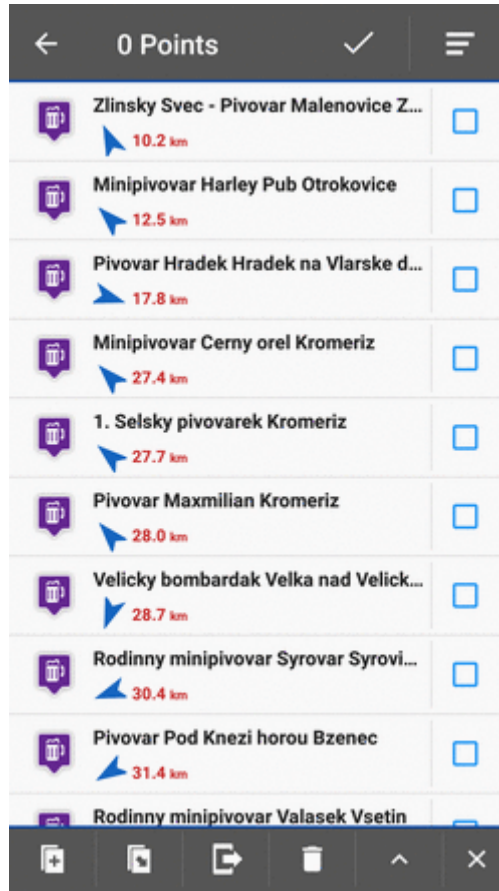 0 Points
Zlinsky Svec - Pivovar Malenovice Z...
10.2 km
Minipivovar Harley Pub Otrokovice
12.5 km
Pivovar Hradek Hradek na Vlarske d...
17.8 km
Minipivovar Cerny orel Kromeriz
27.4 km
1. Selsky pivovarek Kromeriz
27.7 km
Pivovar Maxmilian Kromeriz
28.0 km
Velicky bombardak Velka nad Velick...
28.7 km
Rodinny minipivovar Syrovar Syrovi...
30.4 km
Pivovar Pod Knezi horou Bzenec
31.4 km
Rodinny minipivovar Valasek Vsetin